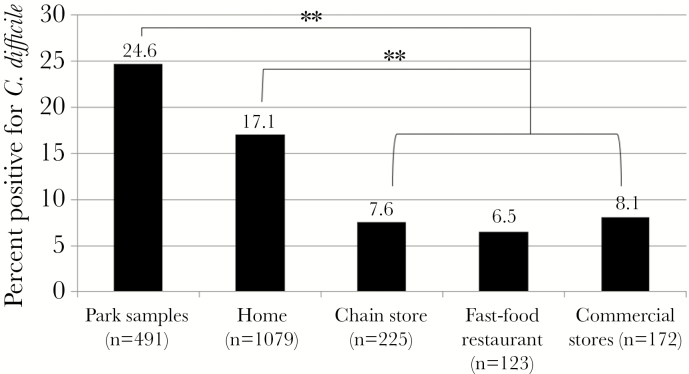 Percent positive for C. difficile
30
25
20
15
10
5
0
**
**
24.6
17.1
7.6
6.5
8.1
Park samples
(n=491)
Home
(n=1079)
Chain store
(n=225)
Fast-food
restaurant
(n=123)
Commercial
stores (n=172)